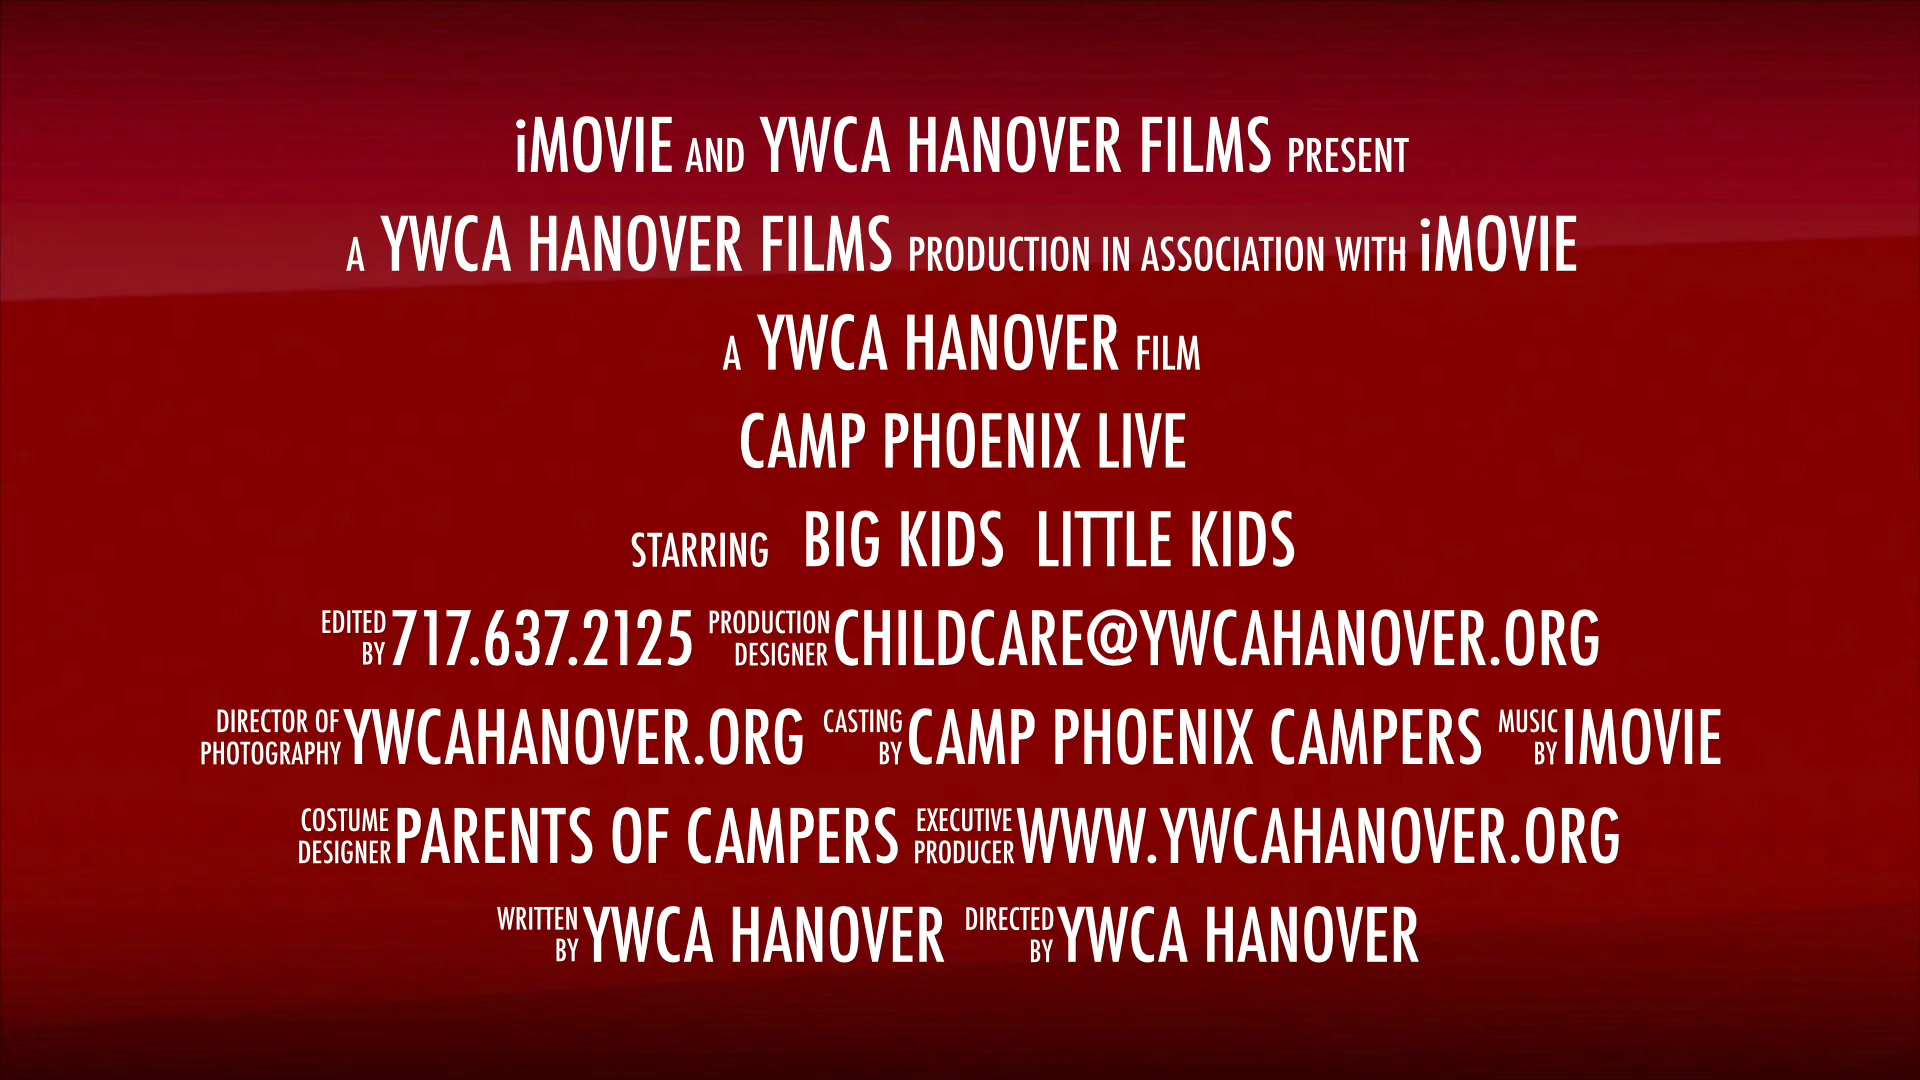 iMOVIE AND YWCA HANOVER FILMS PRESENT
A YWCA HANOVER FILMS PRODUCTION IN ASSOCIATION WITH iMOVIE
A YWCA HANOVER FILM
CAMP PHOENIX LIVE
STARRING BIG KIDS LITTLE KIDS
EDITED BY 717.637.2125 PRODUCTION DESIGNER CHILDCARE@YWCAHANOVER.ORG
DIRECTOR OF PHOTOGRAPHY YWCAHANOVER.ORG CASTING BY CAMP PHOENIX CAMPERS MUSIC BY IMOVIE
COSTUME DESIGNER PARENTS OF CAMPERS EXECUTIVE PRODUCER WWW.YWCAHANOVER.ORG
WRITTEN BY YWCA HANOVER DIRECTED BY YWCA HANOVER